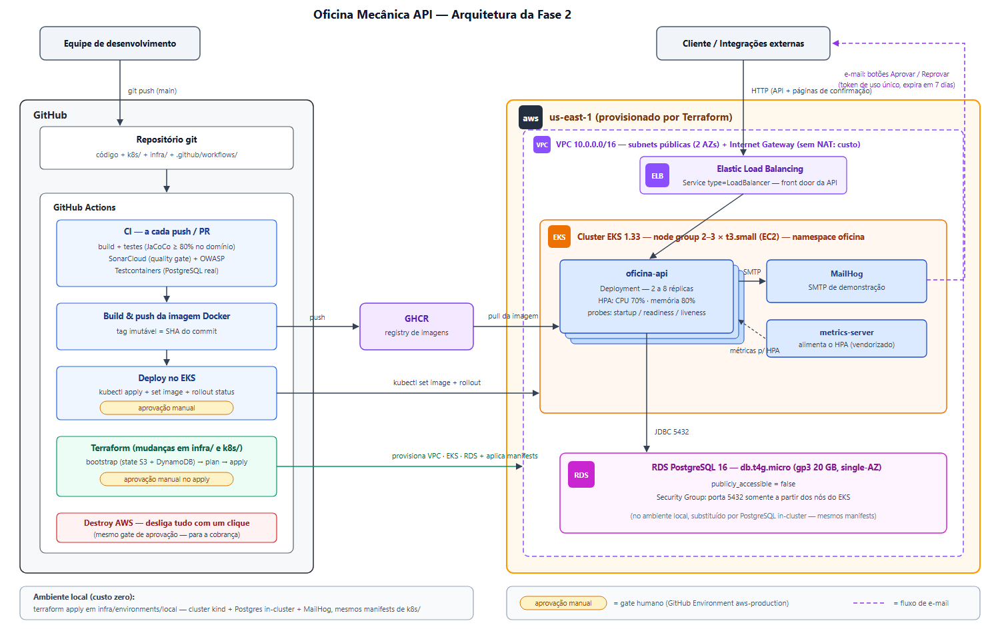 Oficina Mecânica API — Arquitetura da Fase 2
Equipe de desenvolvimento
Cliente / Integrações externas
git push (main)
e-mail: botões Aprovar / Reprovar
(token de uso único, expira em 7 dias)
HTTP (API + páginas de confirmação)
GitHub
Repositório git
código + k8s/ + infra/ + .github/workflows/
GitHub Actions
CI — a cada push / PR
build + testes (JaCoCo ≥ 80% no domínio)
SonarCloud (quality gate) + OWASP
Testcontainers (PostgreSQL real)
Build & push da imagem Docker
tag imutável = SHA do commit
Deploy no EKS
kubectl apply + set image + rollout status
aprovação manual
Terraform (mudanças em infra/ e k8s/)
bootstrap (state S3 + DynamoDB) → plan → apply
aprovação manual no apply
Destroy AWS — desliga tudo com um clique
(mesmo gate de aprovação — para a cobrança)
push
GHCR
registry de imagens
pull da imagem
kubectl set image + rollout
provisiona VPC · EKS · RDS + aplica manifests
aws
us-east-1 (provisionado por Terraform)
VPC
VPC 10.0.0.0/16 — subnets públicas (2 AZs) + Internet Gateway (sem NAT: custo)
ELB
Elastic Load Balancing
Service type=LoadBalancer — front door da API
EKS
Cluster EKS 1.33 — node group 2–3 × t3.small (EC2) — namespace oficina
oficina-api
Deployment — 2 a 8 réplicas
HPA: CPU 70% · memória 80%
probes: startup / readiness / liveness
SMTP
MailHog
SMTP de demonstração
metrics-server
alimenta o HPA (vendorizado)
métricas p/ HPA
JDBC 5432
RDS
RDS PostgreSQL 16 — db.t4g.micro (gp3 20 GB, single-AZ)
publicly_accessible = false
Security Group: porta 5432 somente a partir dos nós do EKS
(no ambiente local, substituído por PostgreSQL in-cluster — mesmos manifests)
Ambiente local (custo zero):
terraform apply em infra/environments/local — cluster kind + Postgres in-cluster + MailHog, mesmos manifests de k8s/
aprovação manual
= gate humano (GitHub Environment aws-production)
= fluxo de e-mail